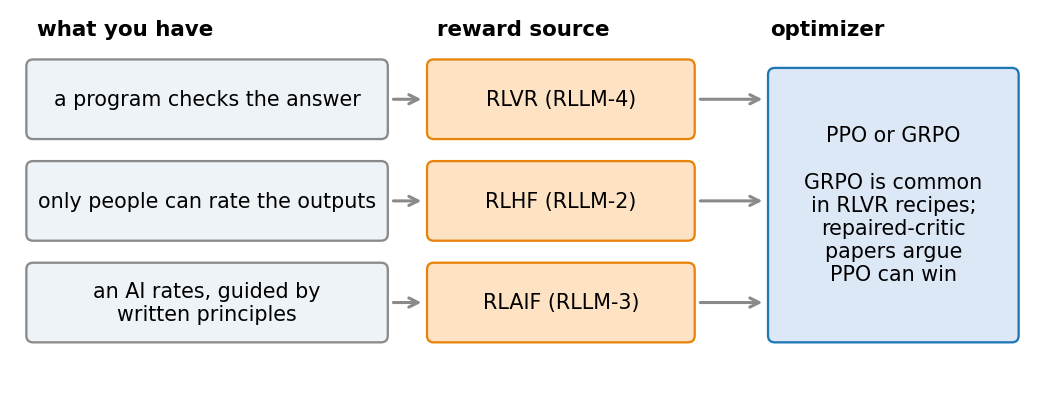 what you have
reward source
optimizer
a program checks the answer
RLVR (RLLM-4)
only people can rate the outputs
RLHF (RLLM-2)
an AI rates, guided by
written principles
RLAIF (RLLM-3)
PPO or GRPO
GRPO is common
in RLVR recipes;
repaired-critic
papers argue
PPO can win